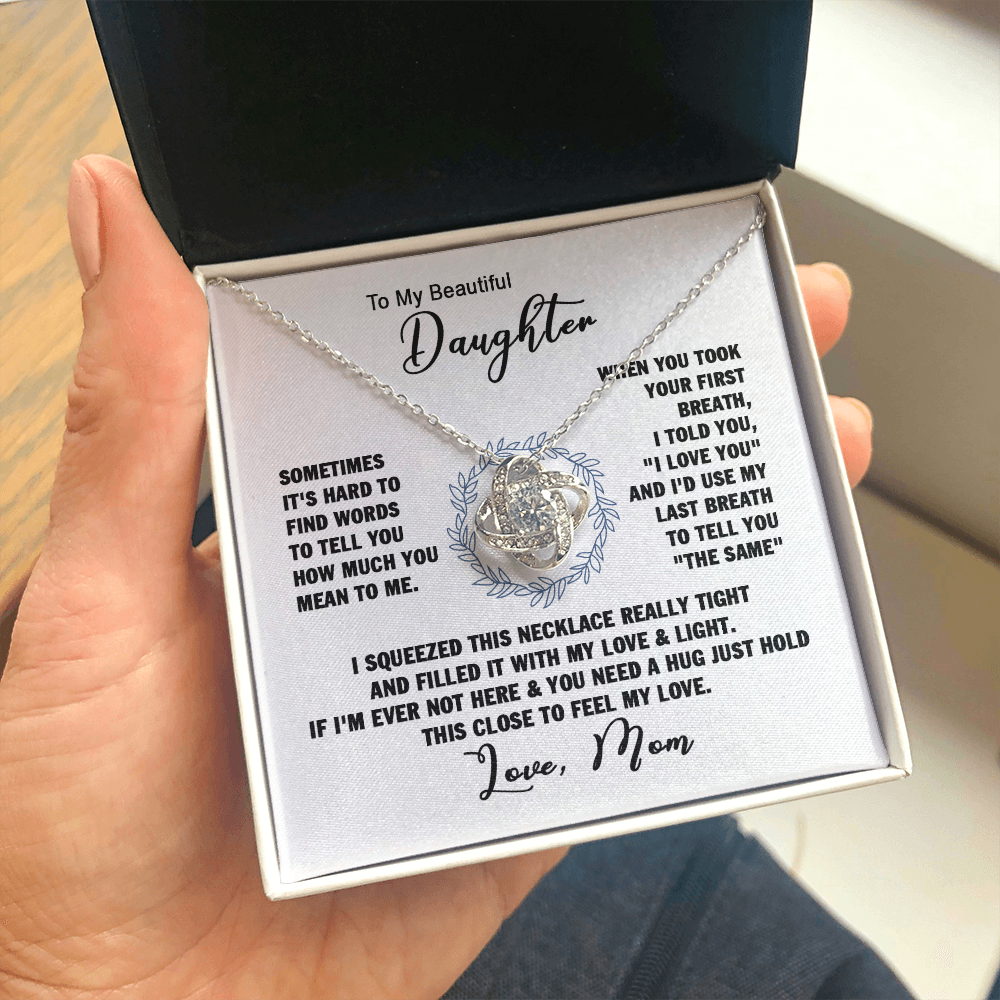 To My Beautiful
Daughter
SOMETIMES
IT'S HARD TO
FIND WORDS
TO TELL YOU
HOW MUCH YOU
MEAN TO ME.
WHEN YOU TOOK
YOUR FIRST
BREATH,
I TOLD YOU,
"I LOVE YOU"
AND I'D USE MY
LAST BREATH
TO TELL YOU
"THE SAME"
I SQUEEZED THIS NECKLACE REALLY TIGHT
AND FILLED IT WITH MY LOVE & LIGHT.
IF I'M EVER NOT HERE & YOU NEED A HUG JUST HOLD
THIS CLOSE TO FEEL MY LOVE.
Love, Mom